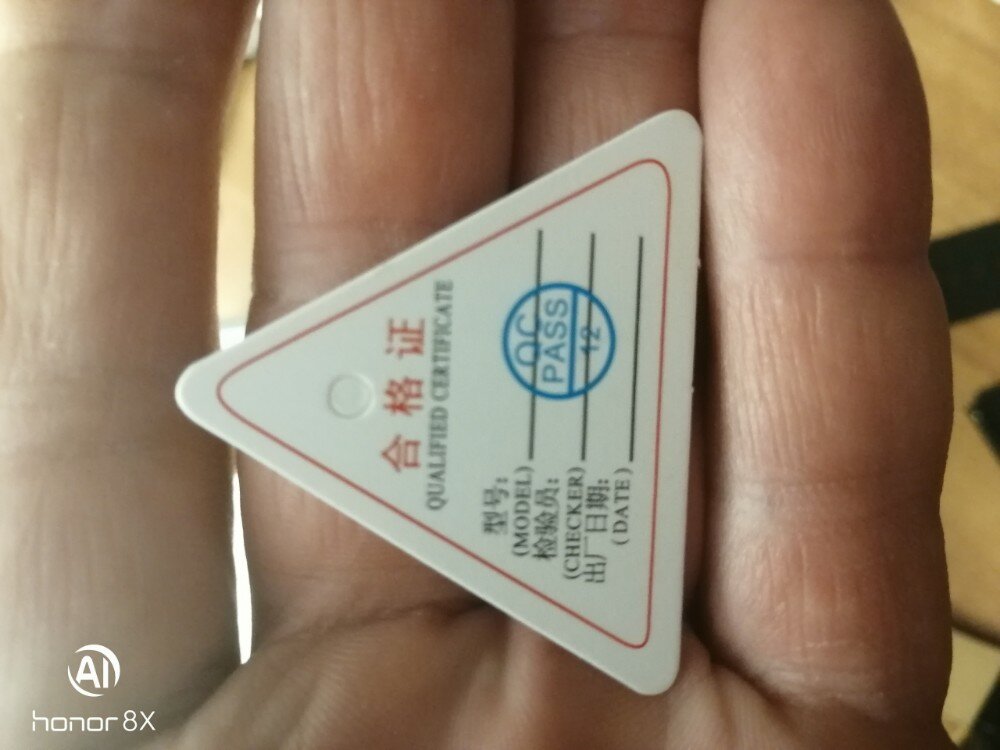 合格证
QUALIFIED CERTIFICATE
型号:
(MODEL)
检验员:
(CHECKER)
出厂日期:
(DATE)
QC
PASS
12
AI
honor 8X